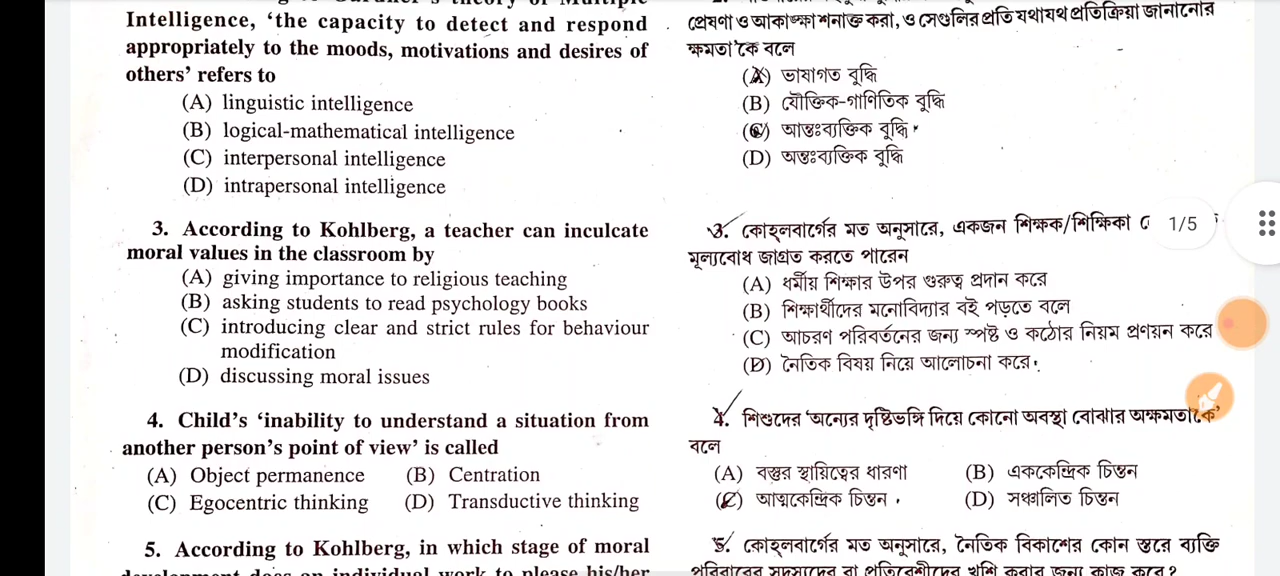 Intelligence, ‘the capacity to detect and respond
appropriately to the moods, motivations and desires of
others’ refers to
(A) linguistic intelligence
(B) logical-mathematical intelligence
(C) interpersonal intelligence
(D) intrapersonal intelligence
3. According to Kohlberg, a teacher can inculcate
moral values in the classroom by
(A) giving importance to religious teaching
(B) asking students to read psychology books
(C) introducing clear and strict rules for behaviour
modification
(D) discussing moral issues
4. Child’s ‘inability to understand a situation from
another person’s point of view’ is called
(A) Object permanence (B) Centration
(C) Egocentric thinking (D) Transductive thinking
5. According to Kohlberg, in which stage of moral
প্রেষণা ও আকাঙ্ক্ষা শনাক্ত করা, ও সেগুলির প্রতি যথাযথ প্রতিক্রিয়া জানানোর
ক্ষমতা’কে বলে
(A) ভাষাগত বুদ্ধি
(B) যৌক্তিক-গাণিতিক বুদ্ধি
(C) আন্তঃব্যক্তিক বুদ্ধি
(D) অন্তঃব্যক্তিক বুদ্ধি
3. কোহলবার্গের মত অনুসারে, একজন শিক্ষক/শিক্ষিকা
1/5
মূল্যবোধ জাগ্রত করতে পারেন
(A) ধর্মীয় শিক্ষার উপর গুরুত্ব প্রদান করে
(B) শিক্ষার্থীদের মনোবিদ্যার বই পড়তে বলে
(C) আচরণ পরিবর্তনের জন্য স্পষ্ট ও কঠোর নিয়ম প্রণয়ন করে
(D) নৈতিক বিষয় নিয়ে আলোচনা করে
4. শিশুদের ‘অন্যের দৃষ্টিভঙ্গি দিয়ে কোনো অবস্থা বোঝার অক্ষমতাকে’
বলে
(A) বস্তুর স্থায়িত্বের ধারণা (B) এককেন্দ্রিক চিন্তন
(C) আত্মকেন্দ্রিক চিন্তন (D) সঞ্চালিত চিন্তন
5. কোহলবার্গের মত অনুসারে, নৈতিক বিকাশের কোন স্তরে ব্যক্তি